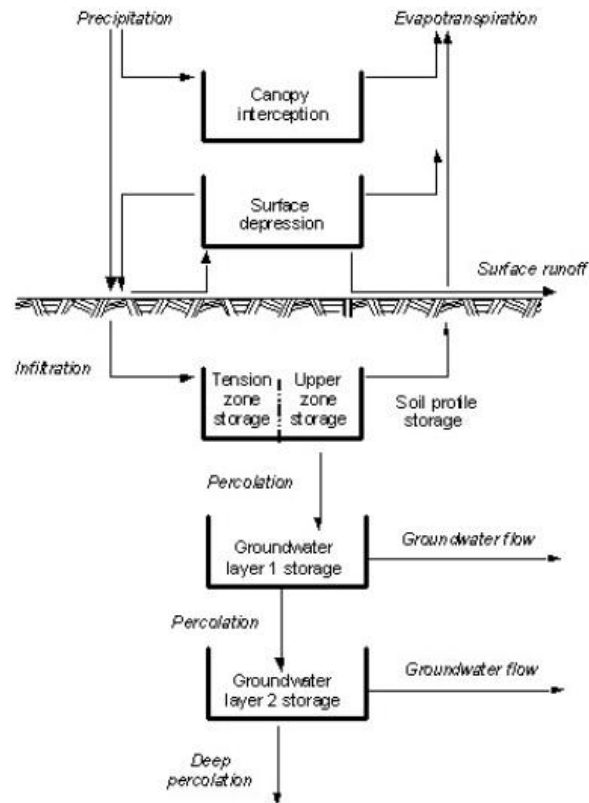 Precipitation
Evapotranspiration
Canopy
interception
Surface
depression
Surface runoff
Infiltration
Tension
zone
storage
Upper
zone
storage
Soil profile
storage
Percolation
Groundwater
layer 1 storage
Groundwater flow
Percolation
Groundwater
layer 2 storage
Groundwater flow
Deep
percolation